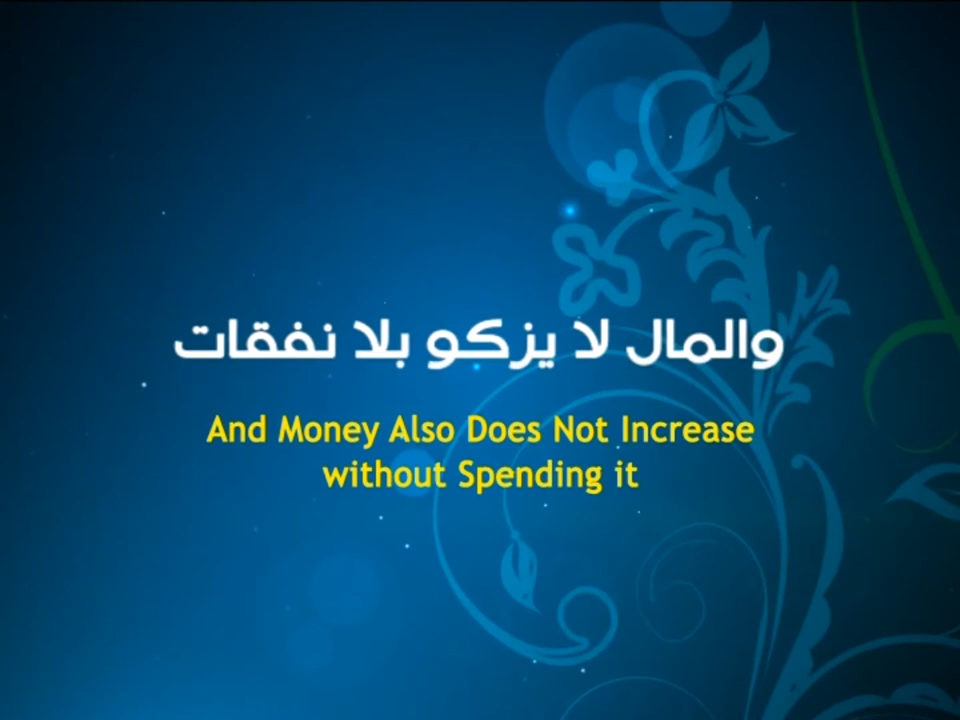 والمال لا يزكو بلا نفقات
And Money Also Does Not Increase
without Spending it